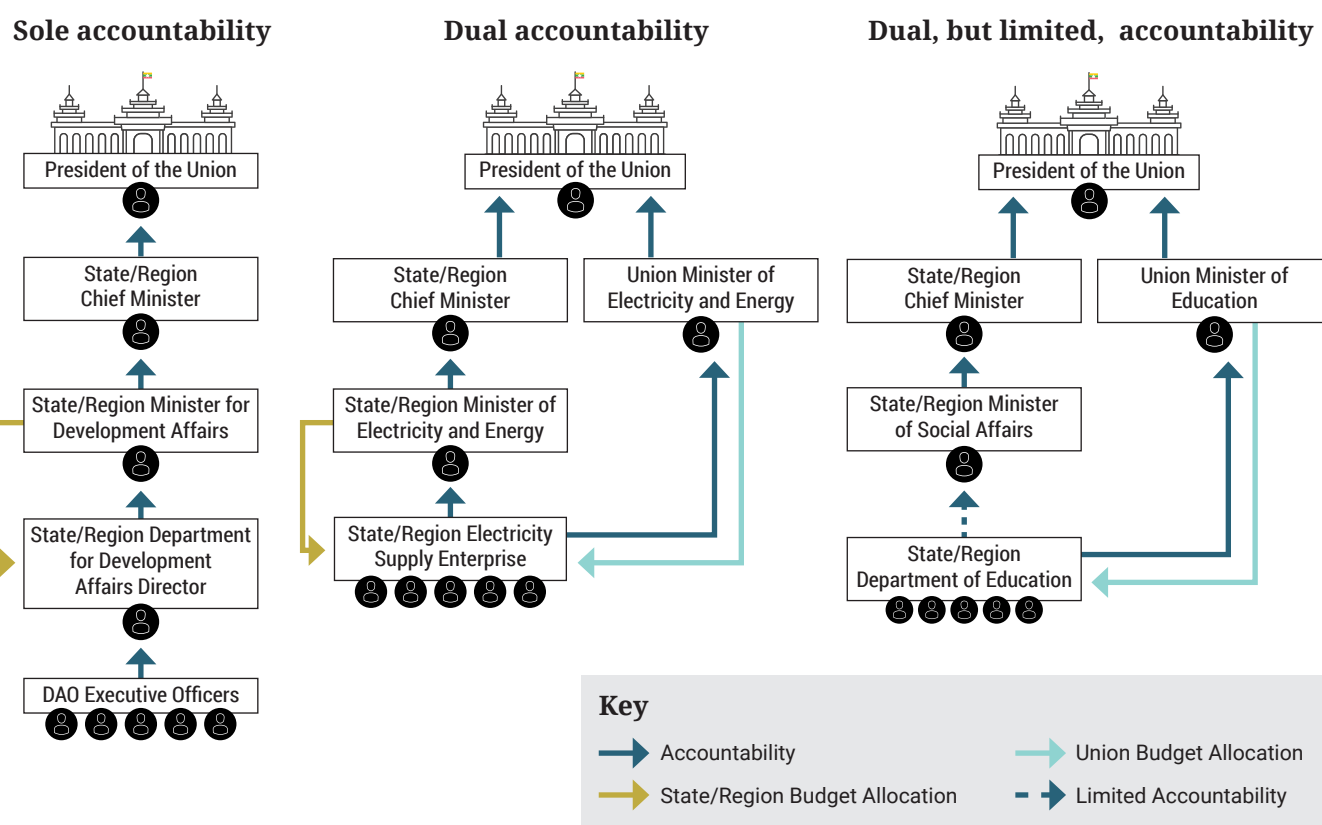 Sole accountability
President of the Union
State/Region
Chief Minister
State/Region Minister for
Development Affairs
State/Region Department
for Development
Affairs Director
DAO Executive Officers
Dual accountability
President of the Union
State/Region
Chief Minister
Union Minister of
Electricity and Energy
State/Region Minister of
Electricity and Energy
State/Region Electricity
Supply Enterprise
Dual, but limited, accountability
President of the Union
State/Region
Chief Minister
Union Minister of
Education
State/Region Minister
of Social Affairs
State/Region
Department of Education
Key
Accountability
State/Region Budget Allocation
Union Budget Allocation
Limited Accountability